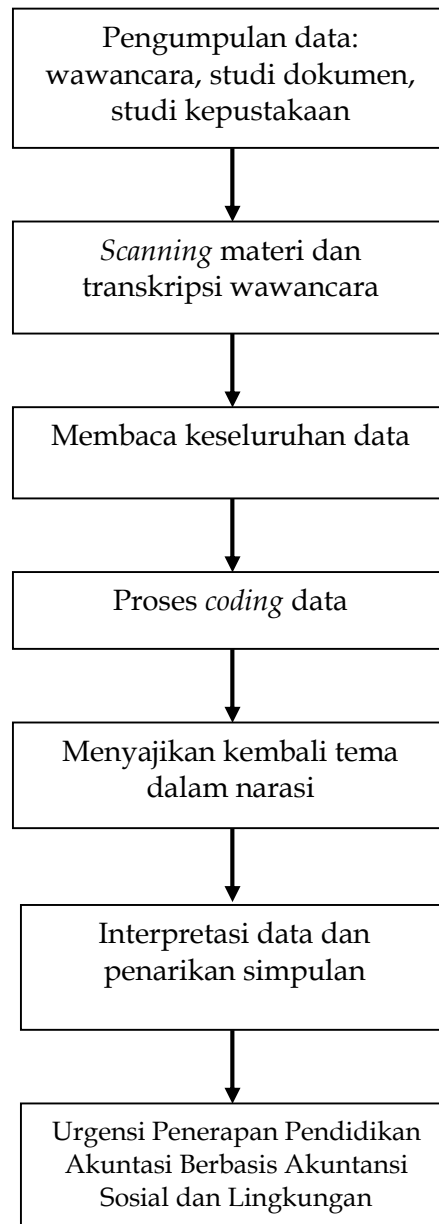 Pengumpulan data:
wawancara, studi dokumen,
studi kepustakaan
Scanning materi dan
transkripsi wawancara
Membaca keseluruhan data
Proses coding data
Menyajikan kembali tema
dalam narasi
Interpretasi data dan
penarikan simpulan
Urgensi Penerapan Pendidikan
Akuntasi Berbasis Akuntansi
Sosial dan Lingkungan